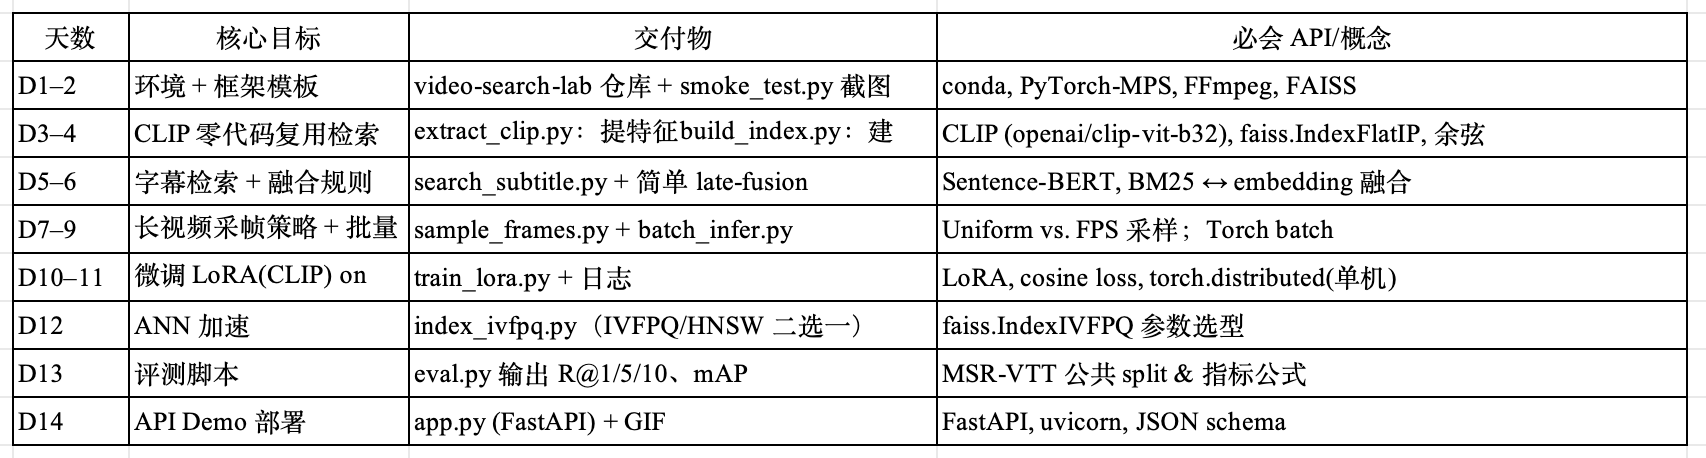 天数 核心目标 交付物 必会 API/概念
D1–2 环境 + 框架模板 video-search-lab 仓库 + smoke_test.py 截图 conda, PyTorch-MPS, FFmpeg, FAISS
D3–4 CLIP 零代码复用检索 extract_clip.py：提特征build_index.py：建 CLIP (openai/clip-vit-b32), faiss.IndexFlatIP, 余弦
D5–6 字幕检索 + 融合规则 search_subtitle.py + 简单 late-fusion Sentence-BERT, BM25 ↔ embedding 融合
D7–9 长视频采帧策略 + 批量 sample_frames.py + batch_infer.py Uniform vs. FPS 采样；Torch batch
D10–11 微调 LoRA(CLIP) on train_lora.py + 日志 LoRA, cosine loss, torch.distributed(单机)
D12 ANN 加速 index_ivfpq.py（IVFPQ/HNSW 二选一） faiss.IndexIVFPQ 参数选型
D13 评测脚本 eval.py 输出 R@1/5/10、mAP MSR-VTT 公共 split & 指标公式
D14 API Demo 部署 app.py (FastAPI) + GIF FastAPI, uvicorn, JSON schema